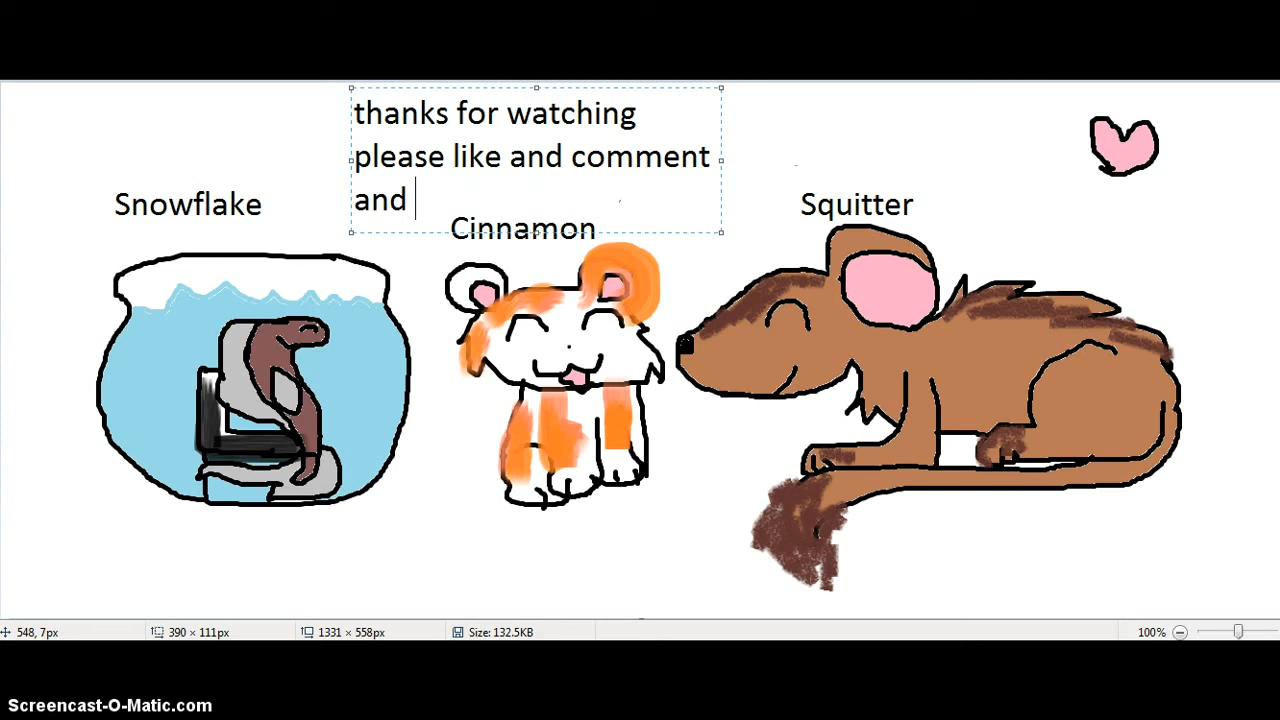 thanks for watching
please like and comment
and
Snowflake
Cinnamon
Squitter
548, 7px
390 × 111px
1331 × 558px
Size: 132.5KB
100%
Screencast-O-Matic.com